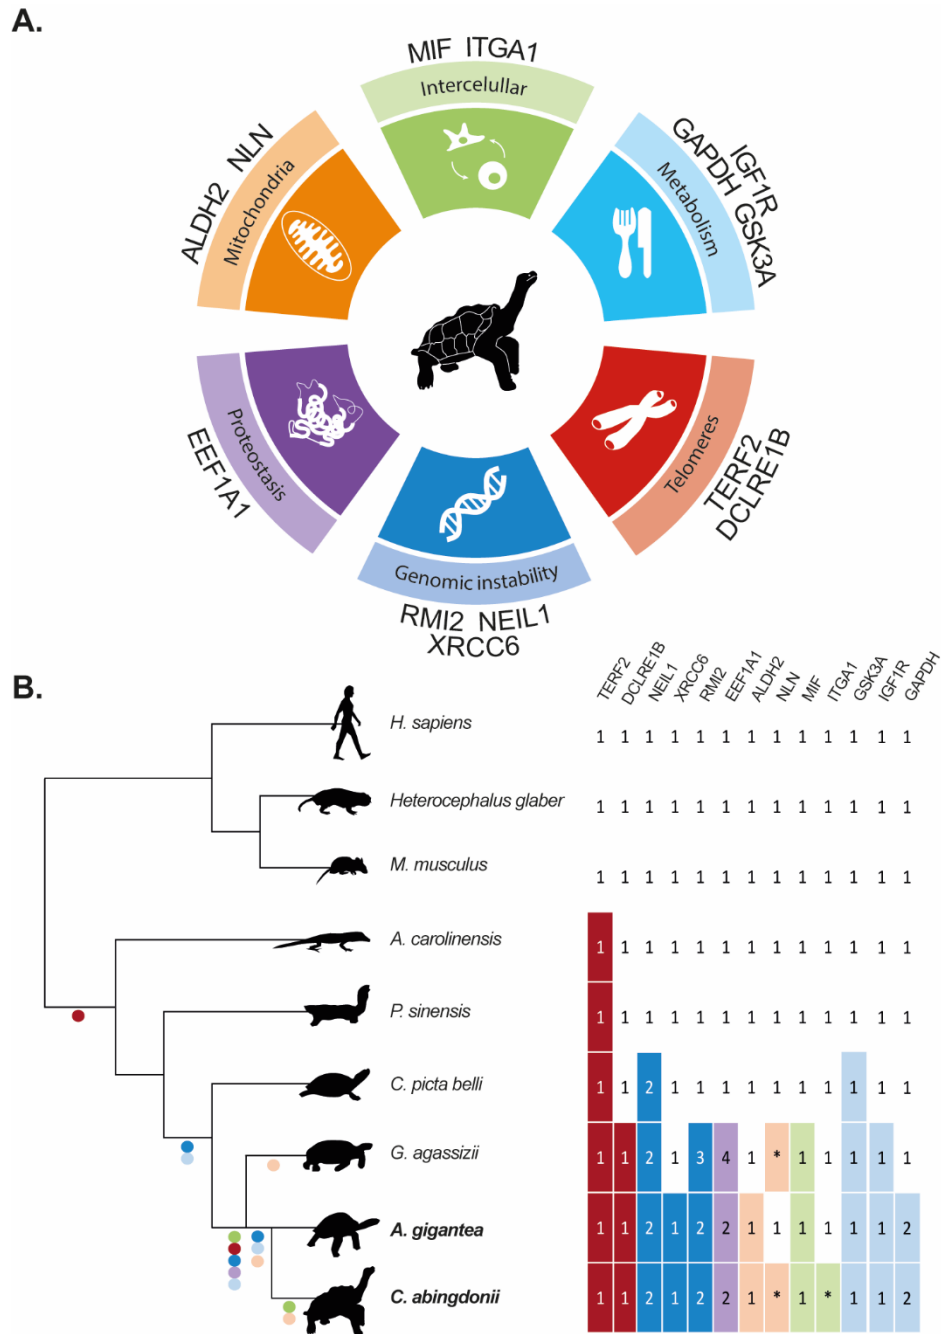 A.
MIF ITGA1
Intercelullar
ALDH2 NLN
Mitochondria
IGF1R
GAPDH GSK3A
Metabolism
Proteostasis
EEF1A1
Telomeres
TERF2
DCLRE1B
Genomic instability
RMI2 NEIL1
XRCC6
B.
TERF2 DCLRE1B NEIL1 XRCC6 RMI2 EEF1A1 ALDH2 NLN MIF ITGA1 GSK3A IGF1R GAPDH
H. sapiens 1 1 1 1 1 1 1 1 1 1 1 1 1
Heterocephalus glaber 1 1 1 1 1 1 1 1 1 1 1 1 1
M. musculus 1 1 1 1 1 1 1 1 1 1 1 1 1
A. carolinensis 1 1 1 1 1 1 1 1 1 1 1 1 1
P. sinensis 1 1 1 1 1 1 1 1 1 1 1 1 1
C. picta belli 1 1 2 1 1 1 1 1 1 1 1 1 1
G. agassizii 1 1 2 1 3 4 1 * 1 1 1 1 1
A. gigantea 1 1 2 1 2 2 1 1 1 1 1 1 2
C. abingdonii 1 1 2 1 2 2 1 * 1 * 1 1 2